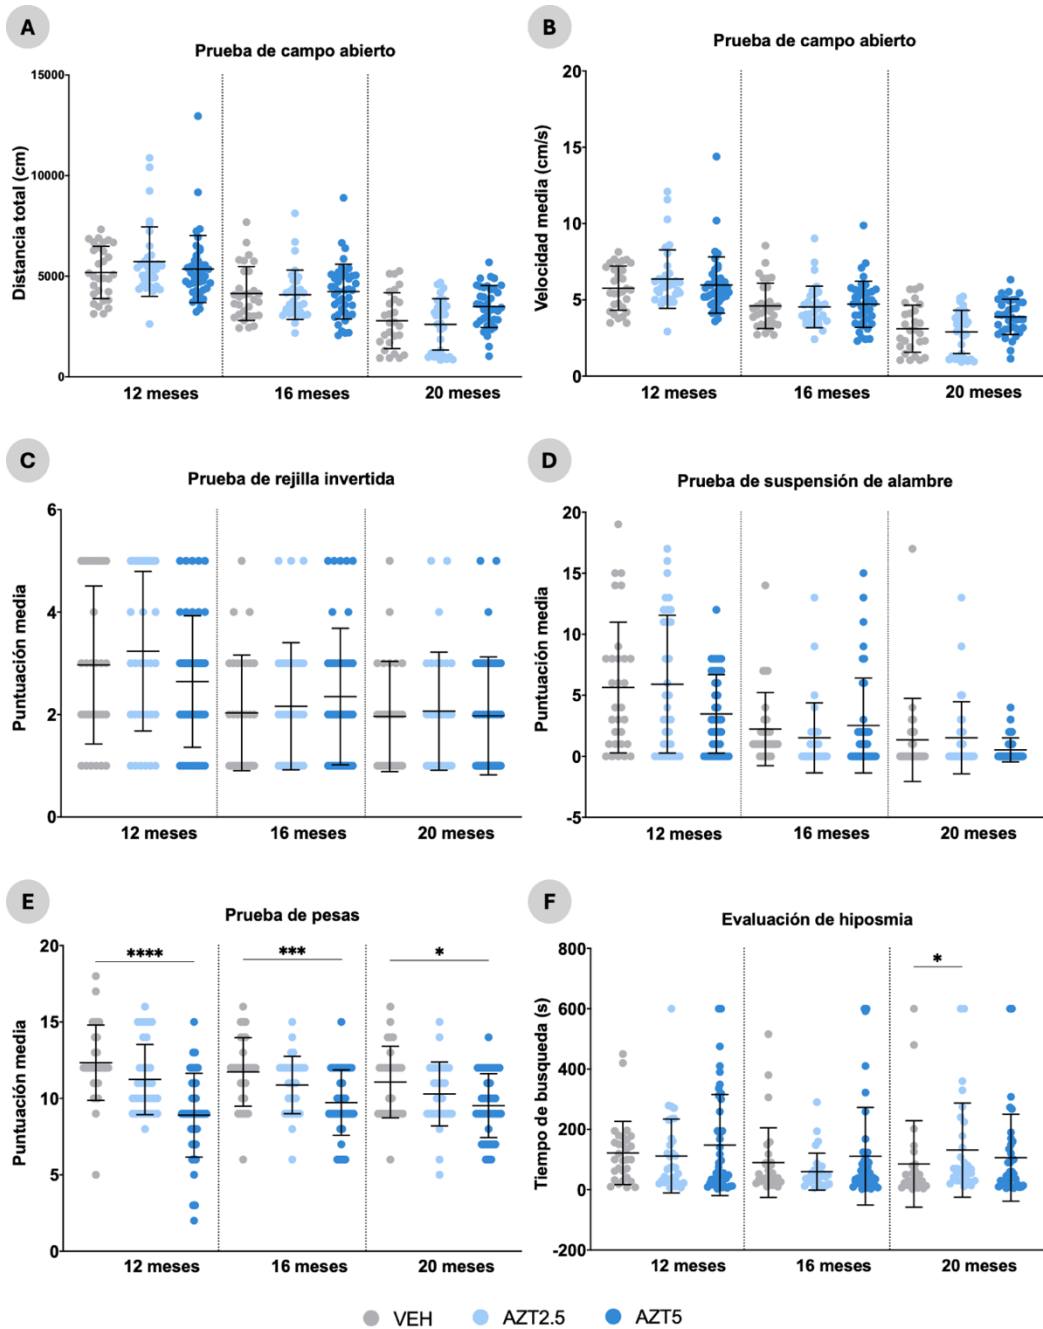 A
Prueba de campo abierto
Distancia total (cm)
15000
10000
5000
0
12 meses
16 meses
20 meses
B
Prueba de campo abierto
Velocidad media (cm/s)
20
15
10
5
0
12 meses
16 meses
20 meses
C
Prueba de rejilla invertida
Puntuación media
6
4
2
0
12 meses
16 meses
20 meses
D
Prueba de suspensión de alambre
Puntuación media
20
15
10
5
0
-5
12 meses
16 meses
20 meses
E
Prueba de pesas
Puntuación media
20
15
10
5
0
****
***
*
12 meses
16 meses
20 meses
F
Evaluación de hiposmia
Tiempo de busqueda (s)
800
600
400
200
0
-200
*
12 meses
16 meses
20 meses
VEH
AZT2.5
AZT5